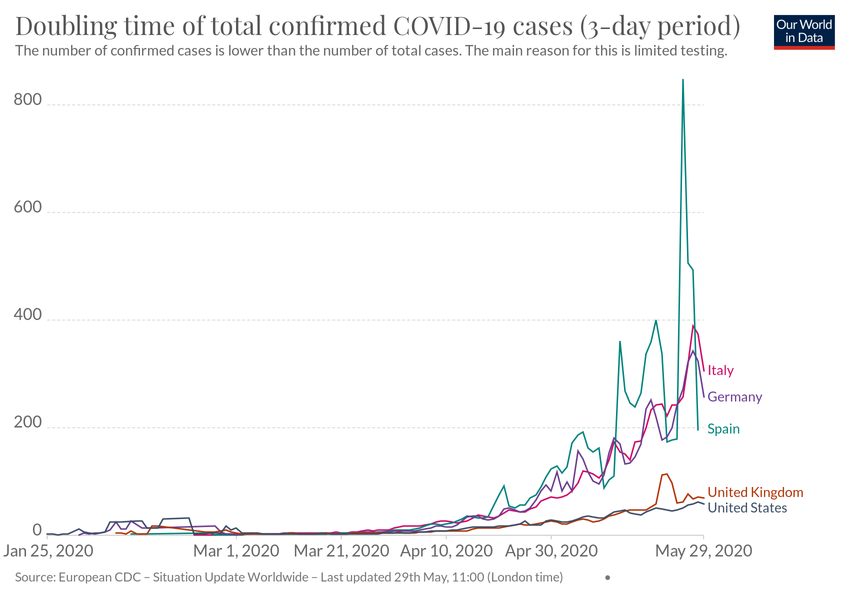 Doubling time of total confirmed COVID-19 cases (3-day period)
Our World
in Data
The number of confirmed cases is lower than the number of total cases. The main reason for this is limited testing.
800
600
400
200
0
Italy
Germany
Spain
United Kingdom
United States
Jan 25, 2020
Mar 1, 2020
Mar 21, 2020
Apr 10, 2020
Apr 30, 2020
May 29, 2020
Source: European CDC – Situation Update Worldwide – Last updated 29th May, 11:00 (London time)